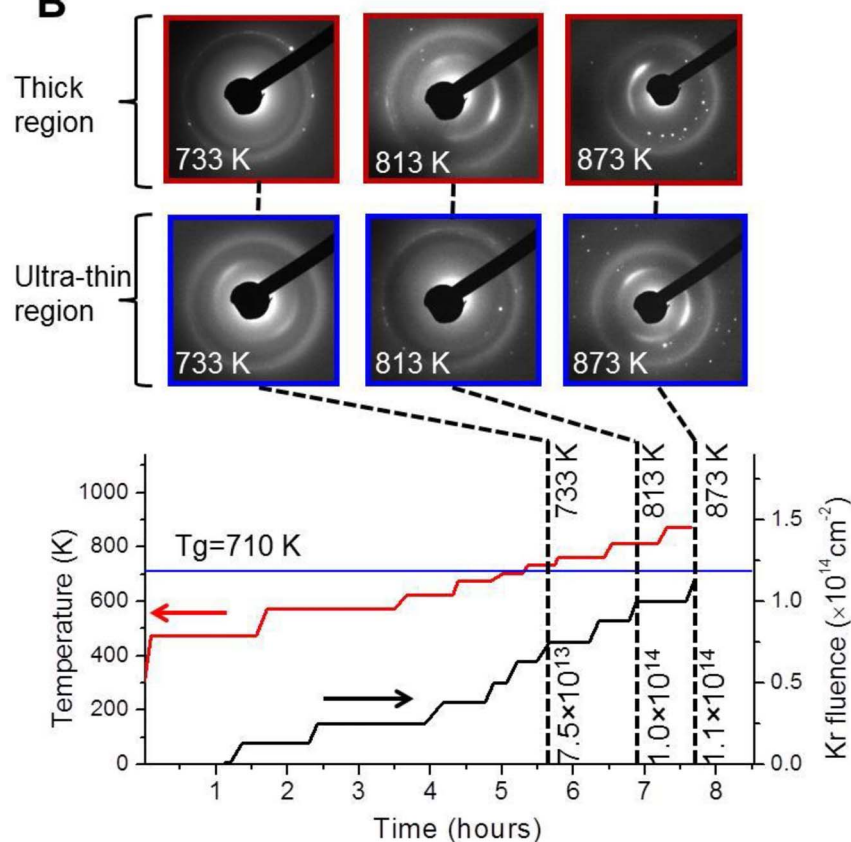 B
Thick
region
733 K
813 K
873 K
Ultra-thin
region
733 K
813 K
873 K
733 K
813 K
873 K
Tg=710 K
Temperature (K)
1000
800
600
400
200
0
1.5
1.0
0.5
0.0
Kr fluence (×10¹⁴cm⁻²)
7.5×10¹³
1.0×10¹⁴
1.1×10¹⁴
1 2 3 4 5 6 7 8
Time (hours)